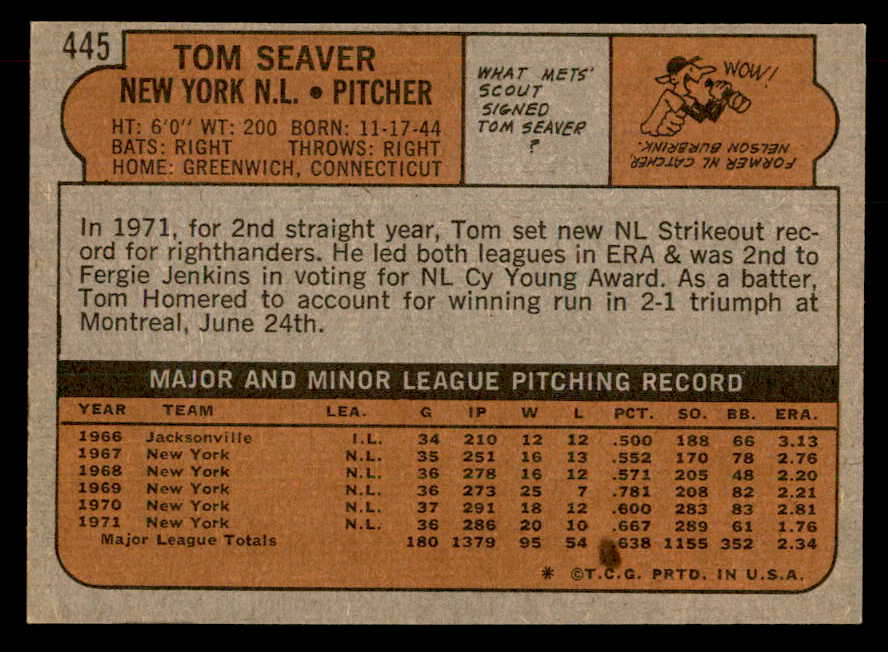 445
TOM SEAVER
NEW YORK N.L. • PITCHER
HT: 6'0" WT: 200 BORN: 11-17-44
BATS: RIGHT THROWS: RIGHT
HOME: GREENWICH, CONNECTICUT
WHAT METS'
SCOUT
SIGNED
TOM SEAVER
?
WOW!
FORMER NL CATCHER,
NELSON BURBRINK.
In 1971, for 2nd straight year, Tom set new NL Strikeout rec-
ord for righthanders. He led both leagues in ERA & was 2nd to
Fergie Jenkins in voting for NL Cy Young Award. As a batter,
Tom Homered to account for winning run in 2-1 triumph at
Montreal, June 24th.
MAJOR AND MINOR LEAGUE PITCHING RECORD
YEAR TEAM LEA. G IP W L PCT. SO. BB. ERA.
1966 Jacksonville I.L. 34 210 12 12 .500 188 66 3.13
1967 New York N.L. 35 251 16 13 .552 170 78 2.76
1968 New York N.L. 36 278 16 12 .571 205 48 2.20
1969 New York N.L. 36 273 25 7 .781 208 82 2.21
1970 New York N.L. 37 291 18 12 .600 283 83 2.81
1971 New York N.L. 36 286 20 10 .667 289 61 1.76
Major League Totals 180 1379 95 54 .638 1155 352 2.34
* ©T.C.G. PRTD. IN U.S.A.